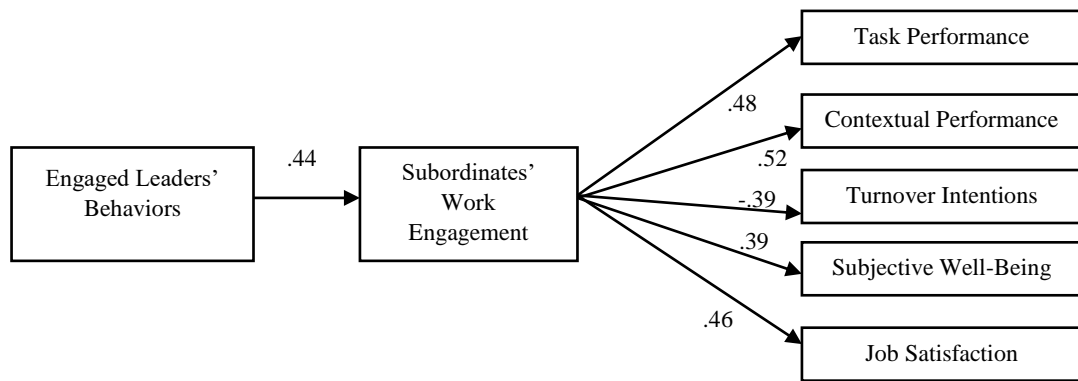 Engaged Leaders’
Behaviors
.44
Subordinates’
Work
Engagement
.48
.52
-.39
.39
.46
Task Performance
Contextual Performance
Turnover Intentions
Subjective Well-Being
Job Satisfaction